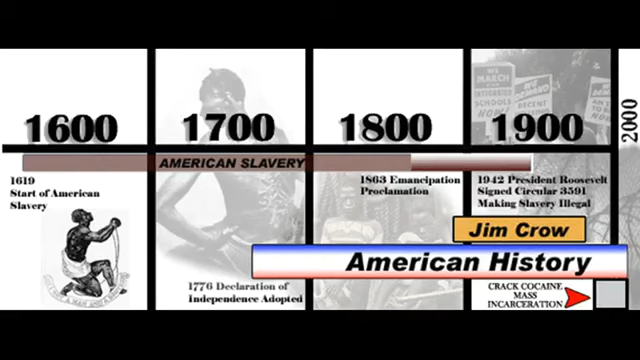 1600
1700
1800
1900
2000
WE MARCH
FOR
INTEGRATED
SCHOOLS
NOW!
WE
DEMAND
DECENT
AMERICAN SLAVERY
1619
Start of American
Slavery
1863 Emancipation
Proclamation
1942 President Roosevelt
Signed Circular 3591
Making Slavery Illegal
Jim Crow
American History
1776 Declaration of
Independence Adopted
CRACK COCAINE
MASS
INCARCERATION